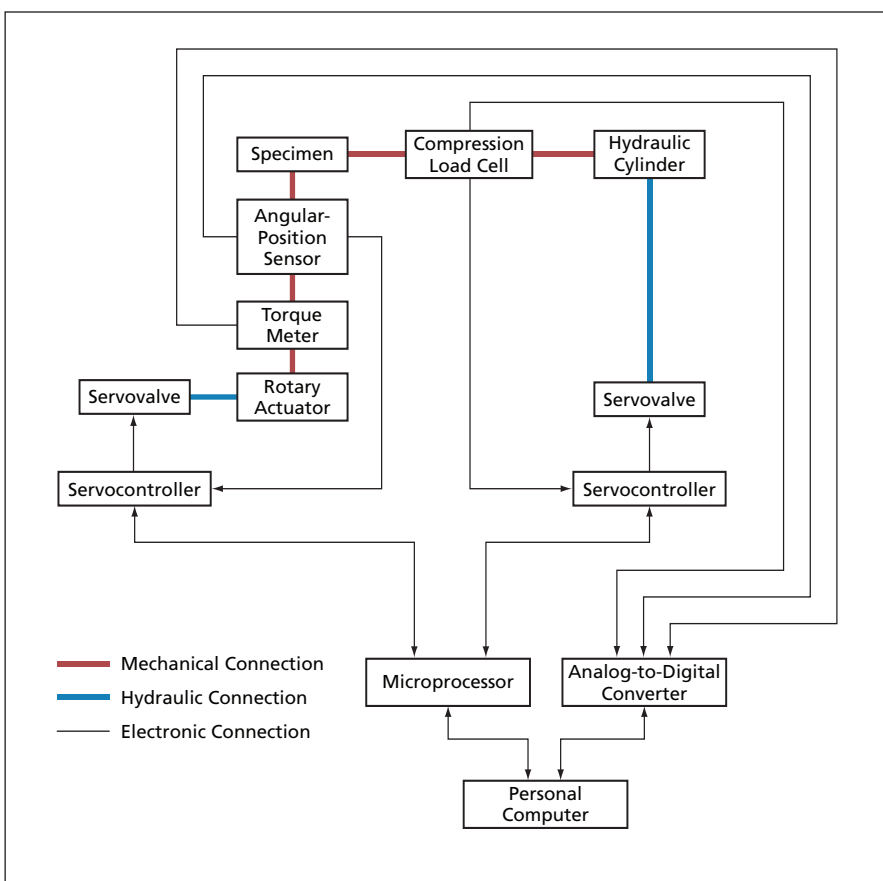 Specimen
Compression
Load Cell
Hydraulic
Cylinder
Angular-
Position
Sensor
Torque
Meter
Rotary
Actuator
Servovalve
Servovalve
Servocontroller
Servocontroller
Mechanical Connection
Hydraulic Connection
Electronic Connection
Microprocessor
Analog-to-Digital
Converter
Personal
Computer